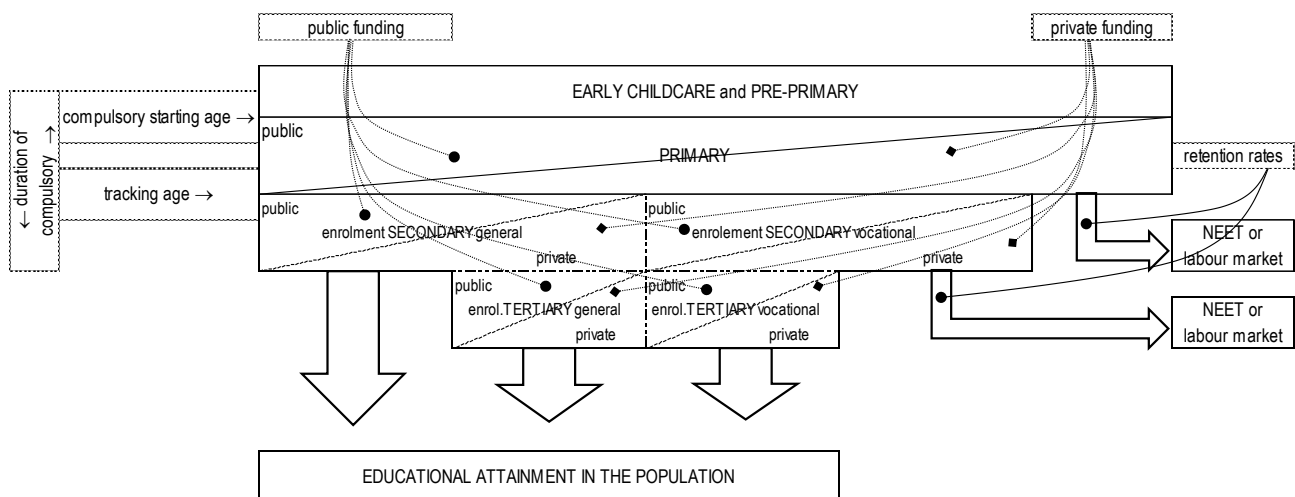 public funding
private funding
EARLY CHILDCARE and PRE-PRIMARY
← duration of
compulsory →
compulsory starting age →
public
PRIMARY
retention rates
tracking age →
public
public
enrolment SECONDARY general
enrolement SECONDARY vocational
private
private
NEET or
labour market
public
public
enrol.TERTIARY general
enrol.TERTIARY vocational
private
private
NEET or
labour market
EDUCATIONAL ATTAINMENT IN THE POPULATION